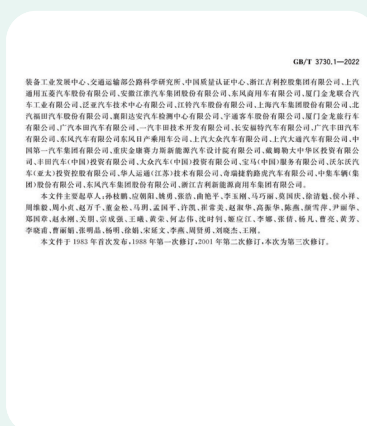 GB/T 3730.1—2022
装备工业发展中心、交通运输部公路科学研究所、中国质量认证中心、浙江吉利控股集团有限公司、上汽
通用五菱汽车股份有限公司、安徽江淮汽车集团股份有限公司、东风商用车有限公司、厦门金龙联合汽
车工业有限公司、泛亚汽车技术中心有限公司、江铃汽车股份有限公司、上海汽车集团股份有限公司、北
汽福田汽车股份有限公司、襄阳达安汽车检测中心有限公司、宇通客车股份有限公司、厦门金龙旅行车
有限公司、广汽本田汽车有限公司、一汽丰田技术开发有限公司、长安福特汽车有限公司、广汽丰田汽车
有限公司、东风汽车有限公司东风日产乘用车公司、上汽大众汽车有限公司、上汽大通汽车有限公司、中
国第一汽车集团有限公司、重庆金康赛力斯新能源汽车设计院有限公司、戴姆勒大中华区投资有限公
司、丰田汽车(中国)投资有限公司、大众汽车(中国)投资有限公司、宝马(中国)服务有限公司、沃尔沃汽
车(亚太)投资控股有限公司、华人运通(江苏)技术有限公司、奇瑞捷豹路虎汽车有限公司、中集车辆(集
团)股份有限公司、东风汽车集团股份有限公司、浙江吉利新能源商用车集团有限公司。
本文件主要起草人:孙枝鹏、应朝阳、姚勇、张浩、曲艳平、李玉刚、马巧丽、莫国庆、徐清魁、侯小祥、
周维毅、周小贞、赵万千、董金松、马玥、孟国平、许凯、崔常美、赵淑华、高振华、陈燕、颜雪萍、尹丽华、
郑国章、赵永刚、关朋、宗成强、王曦、黄荣、何志伟、沈时钊、姬应江、李娜、张倩、杨凡、曹亮、黄芳、
李晓甫、曹丽娟、张明晶、杨明、徐娟、宋延文、李燕、周贤勇、刘晓杰、王刚。
本文件于 1983 年首次发布,1988 年第一次修订,2001 年第二次修订,本次为第三次修订。